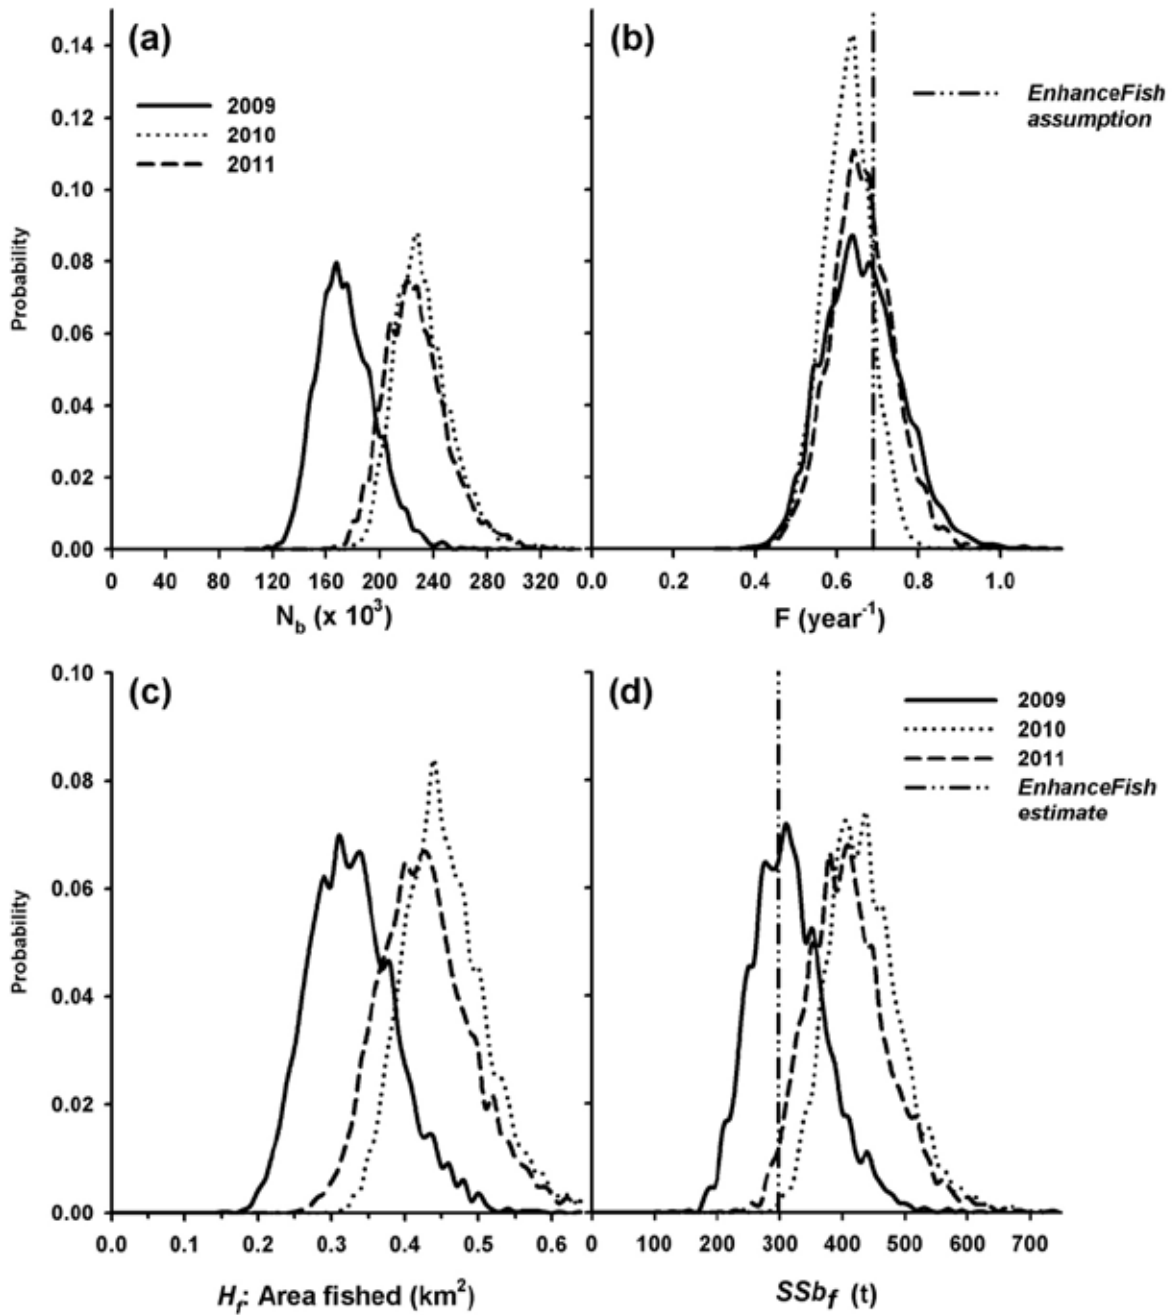 (a)
0.14
0.12
0.10
0.08
0.06
0.04
0.02
0.00
Probability
2009
2010
2011
0 40 80 120 160 200 240 280 320
N_b (x 10³)
(b)
EnhanceFish
assumption
0.0 0.2 0.4 0.6 0.8 1.0
F (year⁻¹)
(c)
0.10
0.08
0.06
0.04
0.02
0.00
Probability
0.0 0.1 0.2 0.3 0.4 0.5 0.6
H_f: Area fished (km²)
(d)
2009
2010
2011
EnhanceFish
estimate
0 100 200 300 400 500 600 700
SSb_f (t)